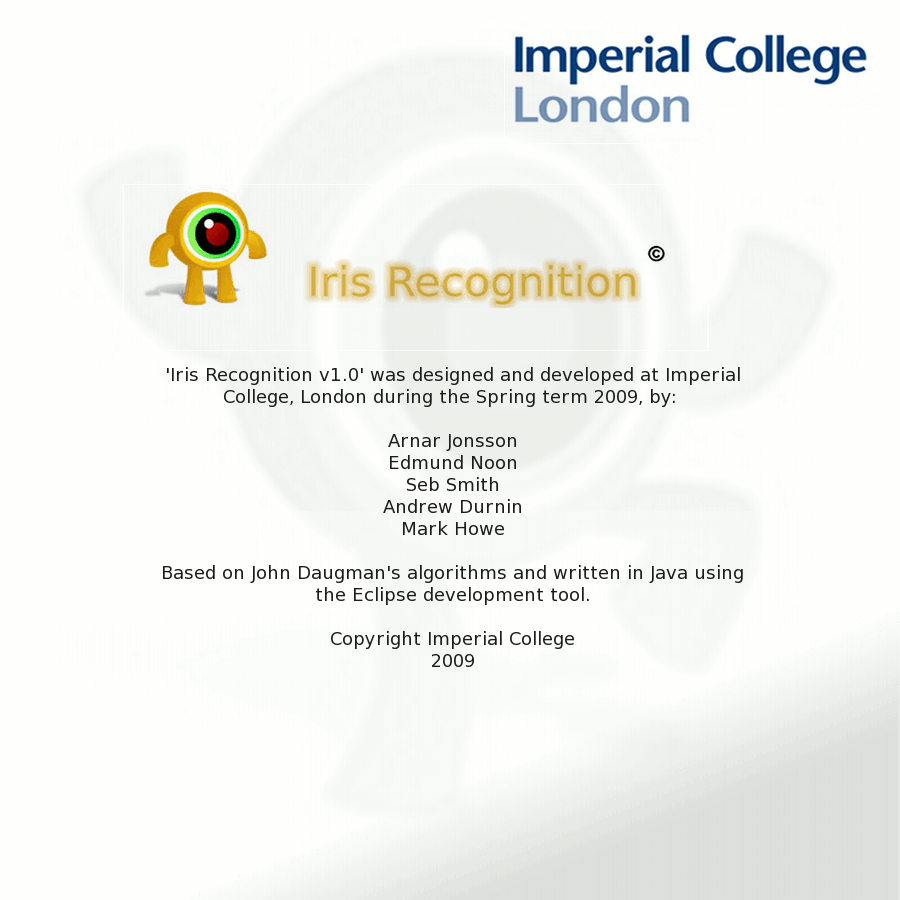 Imperial College
London
©
Iris Recognition
'Iris Recognition v1.0' was designed and developed at Imperial
College, London during the Spring term 2009, by:
Arnar Jonsson
Edmund Noon
Seb Smith
Andrew Durnin
Mark Howe
Based on John Daugman's algorithms and written in Java using
the Eclipse development tool.
Copyright Imperial College
2009